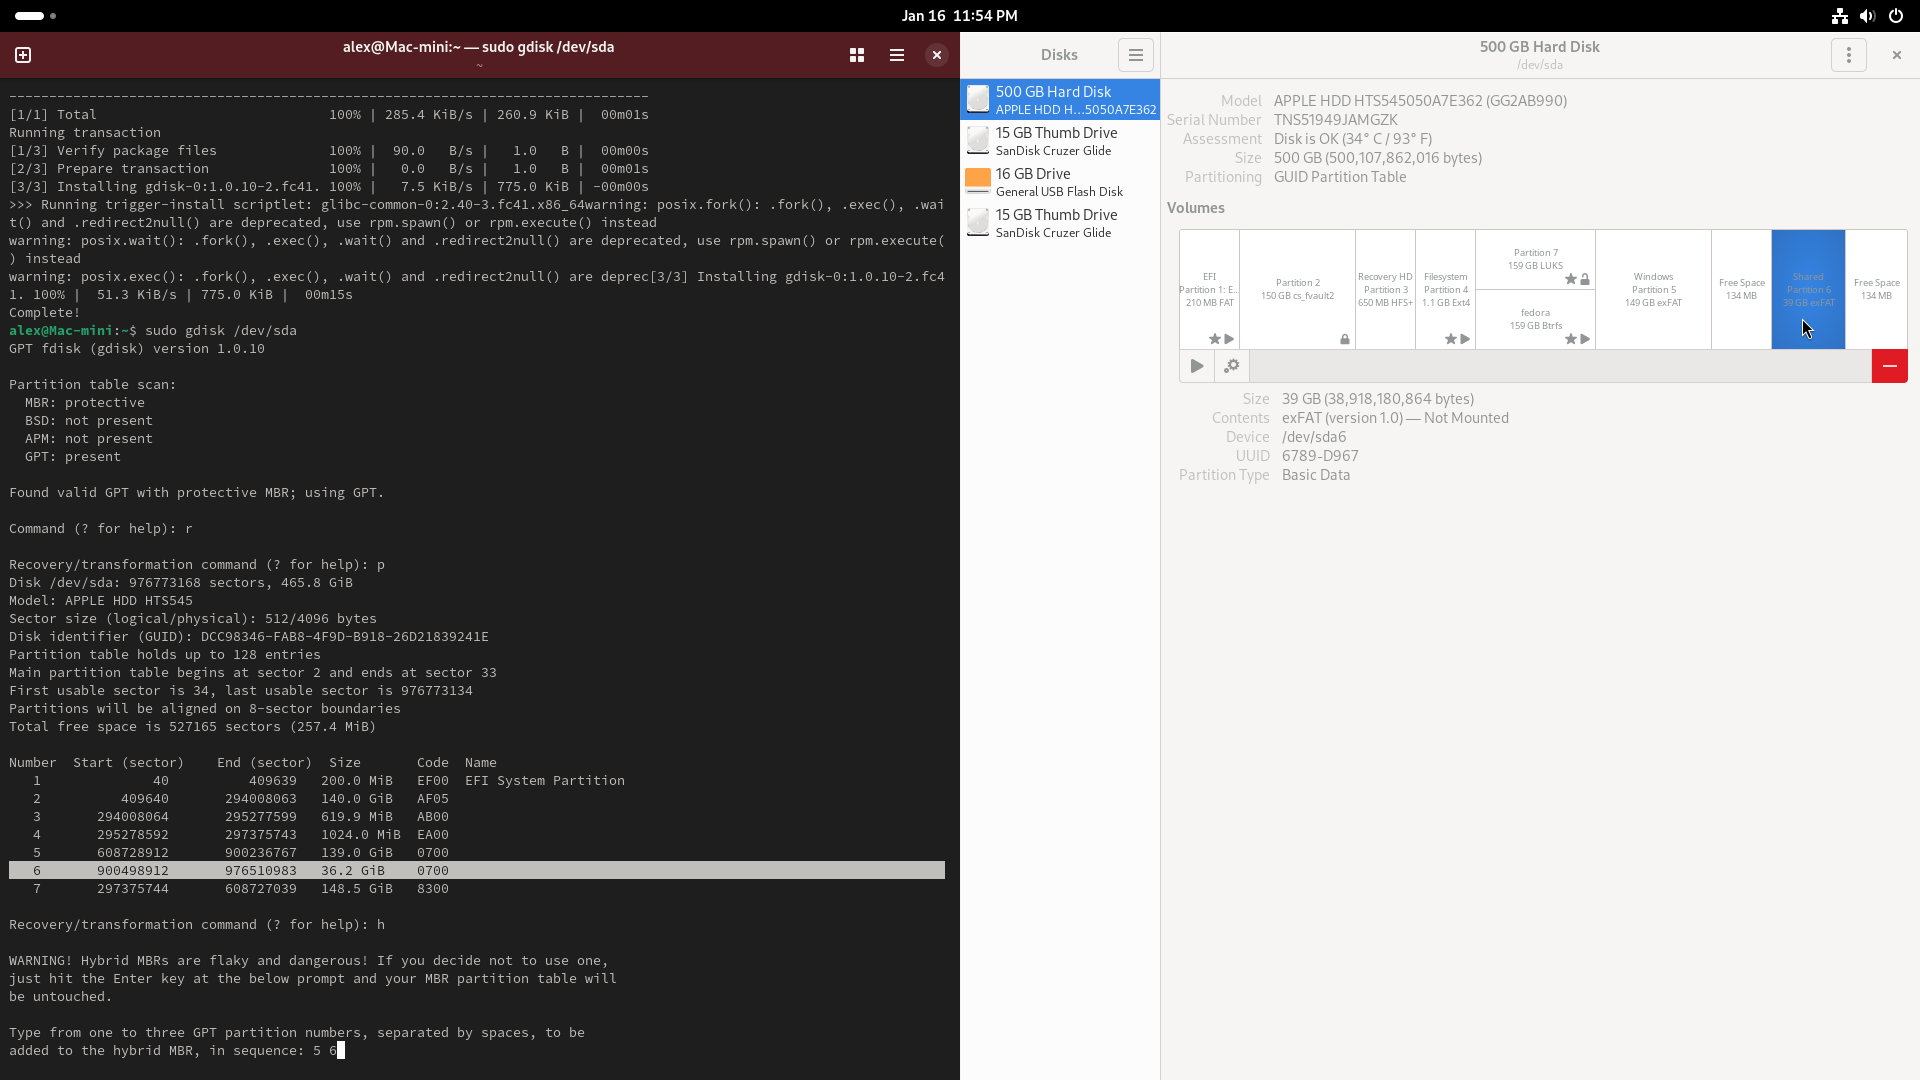 Jan 16  11:54 PM
alex@Mac-mini:~ — sudo gdisk /dev/sda
~
--------------------------------------------------------------------------------
[1/1] Total                             100% | 285.4 KiB/s | 260.9 KiB |  00m01s
Running transaction
[1/3] Verify package files              100% |  90.0   B/s |   1.0   B |  00m00s
[2/3] Prepare transaction               100% |   0.0   B/s |   1.0   B |  00m01s
[3/3] Installing gdisk-0:1.0.10-2.fc41. 100% |   7.5 KiB/s | 775.0 KiB | -00m00s
>>> Running trigger-install scriptlet: glibc-common-0:2.40-3.fc41.x86_64warning: posix.fork(): .fork(), .exec(), .wai
t() and .redirect2null() are deprecated, use rpm.spawn() or rpm.execute() instead
warning: posix.wait(): .fork(), .exec(), .wait() and .redirect2null() are deprecated, use rpm.spawn() or rpm.execute(
) instead
warning: posix.exec(): .fork(), .exec(), .wait() and .redirect2null() are deprec[3/3] Installing gdisk-0:1.0.10-2.fc4
1. 100% |  51.3 KiB/s | 775.0 KiB |  00m15s
Complete!
alex@Mac-mini:~$ sudo gdisk /dev/sda
GPT fdisk (gdisk) version 1.0.10
Partition table scan:
  MBR: protective
  BSD: not present
  APM: not present
  GPT: present
Found valid GPT with protective MBR; using GPT.
Command (? for help): r
Recovery/transformation command (? for help): p
Disk /dev/sda: 976773168 sectors, 465.8 GiB
Model: APPLE HDD HTS545
Sector size (logical/physical): 512/4096 bytes
Disk identifier (GUID): DCC98346-FAB8-4F9D-B918-26D21839241E
Partition table holds up to 128 entries
Main partition table begins at sector 2 and ends at sector 33
First usable sector is 34, last usable sector is 976773134
Partitions will be aligned on 8-sector boundaries
Total free space is 527165 sectors (257.4 MiB)
Number  Start (sector)    End (sector)  Size       Code  Name
   1              40          409639   200.0 MiB   EF00  EFI System Partition
   2          409640       294008063   140.0 GiB   AF05
   3       294008064       295277599   619.9 MiB   AB00
   4       295278592       297375743   1024.0 MiB  EA00
   5       608728912       900236767   139.0 GiB   0700
   6       900498912       976510983   36.2 GiB    0700
   7       297375744       608727039   148.5 GiB   8300
Recovery/transformation command (? for help): h
WARNING! Hybrid MBRs are flaky and dangerous! If you decide not to use one,
just hit the Enter key at the below prompt and your MBR partition table will
be untouched.
Type from one to three GPT partition numbers, separated by spaces, to be
added to the hybrid MBR, in sequence: 5 6
Disks
500 GB Hard Disk
APPLE HDD H...5050A7E362
15 GB Thumb Drive
SanDisk Cruzer Glide
16 GB Drive
General USB Flash Disk
15 GB Thumb Drive
SanDisk Cruzer Glide
500 GB Hard Disk
/dev/sda
Model APPLE HDD HTS545050A7E362 (GG2AB990)
Serial Number TNS51949JAMGZK
Assessment Disk is OK (34° C / 93° F)
Size 500 GB (500,107,862,016 bytes)
Partitioning GUID Partition Table
Volumes
EFI
Partition 1: E...
210 MB FAT
Partition 2
150 GB cs_fvault2
Recovery HD
Partition 3
650 MB HFS+
Filesystem
Partition 4
1.1 GB Ext4
Partition 7
159 GB LUKS
fedora
159 GB Btrfs
Windows
Partition 5
149 GB exFAT
Free Space
134 MB
Shared
Partition 6
39 GB exFAT
Free Space
134 MB
Size 39 GB (38,918,180,864 bytes)
Contents exFAT (version 1.0) — Not Mounted
Device /dev/sda6
UUID 6789-D967
Partition Type Basic Data